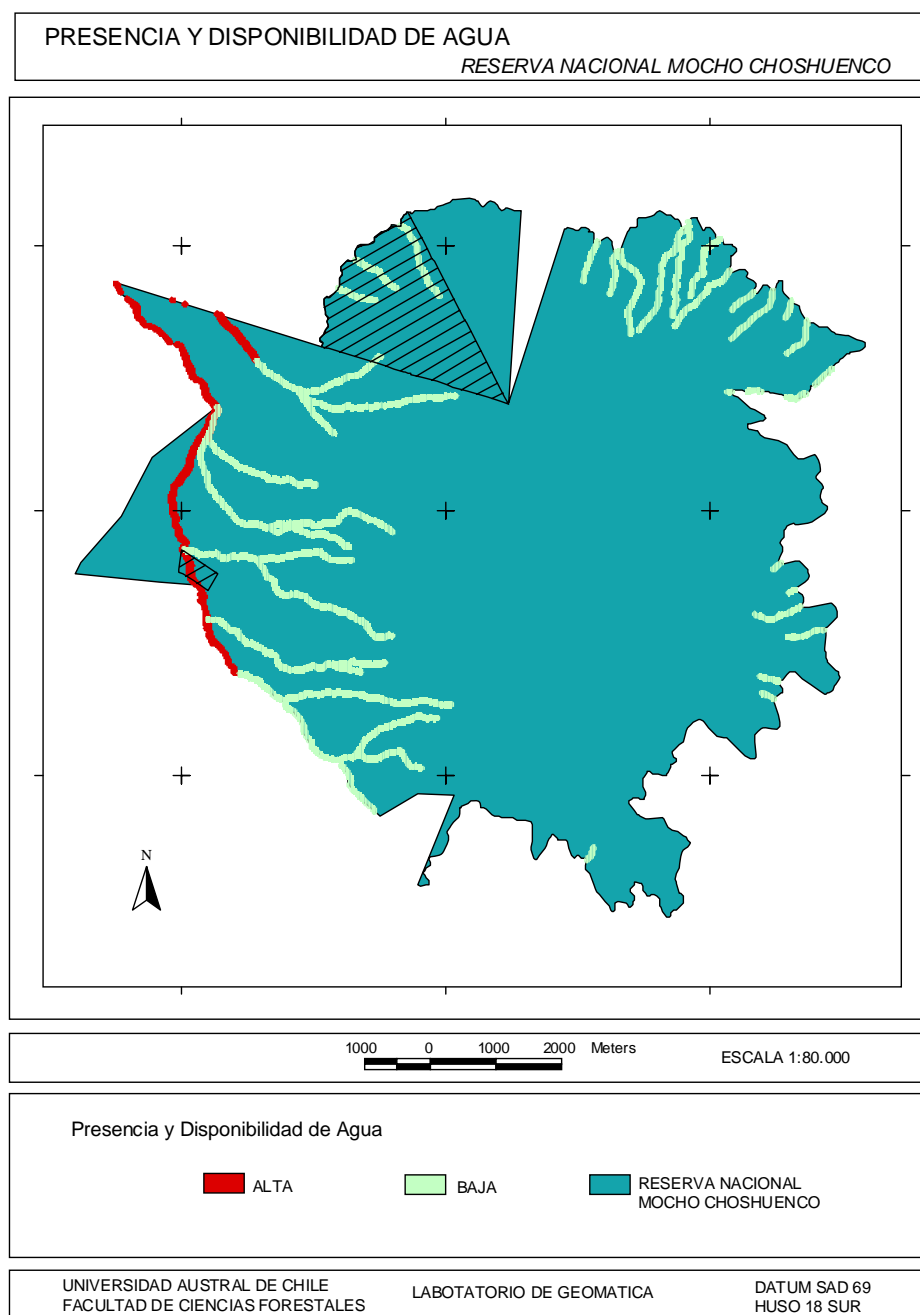 PRESENCIA Y DISPONIBILIDAD DE AGUA
RESERVA NACIONAL MOCHO CHOSHUENCO
N
1000 0 1000 2000 Meters
ESCALA 1:80.000
Presencia y Disponibilidad de Agua
ALTA
BAJA
RESERVA NACIONAL
MOCHO CHOSHUENCO
UNIVERSIDAD AUSTRAL DE CHILE
FACULTAD DE CIENCIAS FORESTALES
LABOTATORIO DE GEOMATICA
DATUM SAD 69
HUSO 18 SUR